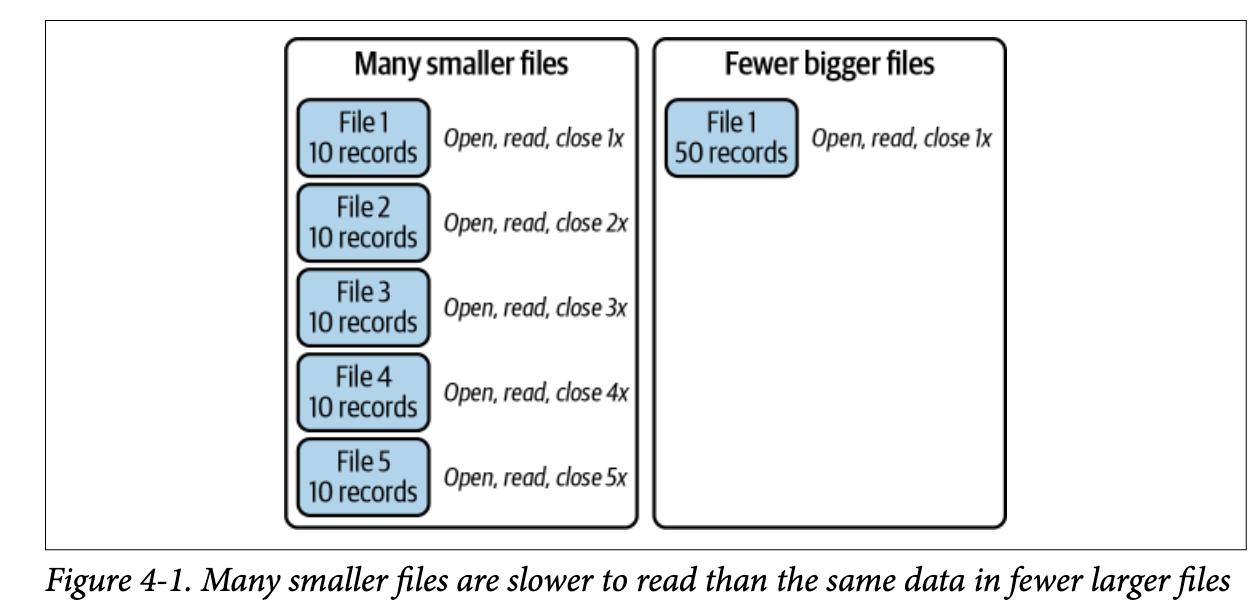 Many smaller files
File 1
10 records
Open, read, close 1x
File 2
10 records
Open, read, close 2x
File 3
10 records
Open, read, close 3x
File 4
10 records
Open, read, close 4x
File 5
10 records
Open, read, close 5x
Fewer bigger files
File 1
50 records
Open, read, close 1x
Figure 4-1. Many smaller files are slower to read than the same data in fewer larger files